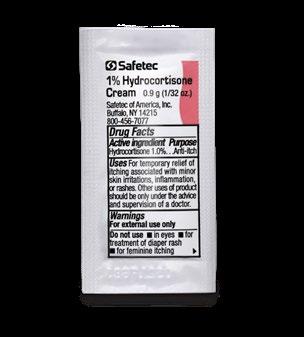 Safetec
1% Hydrocortisone
Cream 0.9 g (1/32 oz.)
Safetec of America, Inc.
Buffalo, NY 14215
800-456-7077
Drug Facts
Active ingredient Purpose
Hydrocortisone 1.0%. . .Anti-itch
Uses For temporary relief of
itching associated with minor
skin irritations, inflammation,
or rashes. Other uses of product
should be only under the advice
and supervision of a doctor.
Warnings
For external use only
Do not use ■ in eyes ■ for
treatment of diaper rash
■ for feminine itching